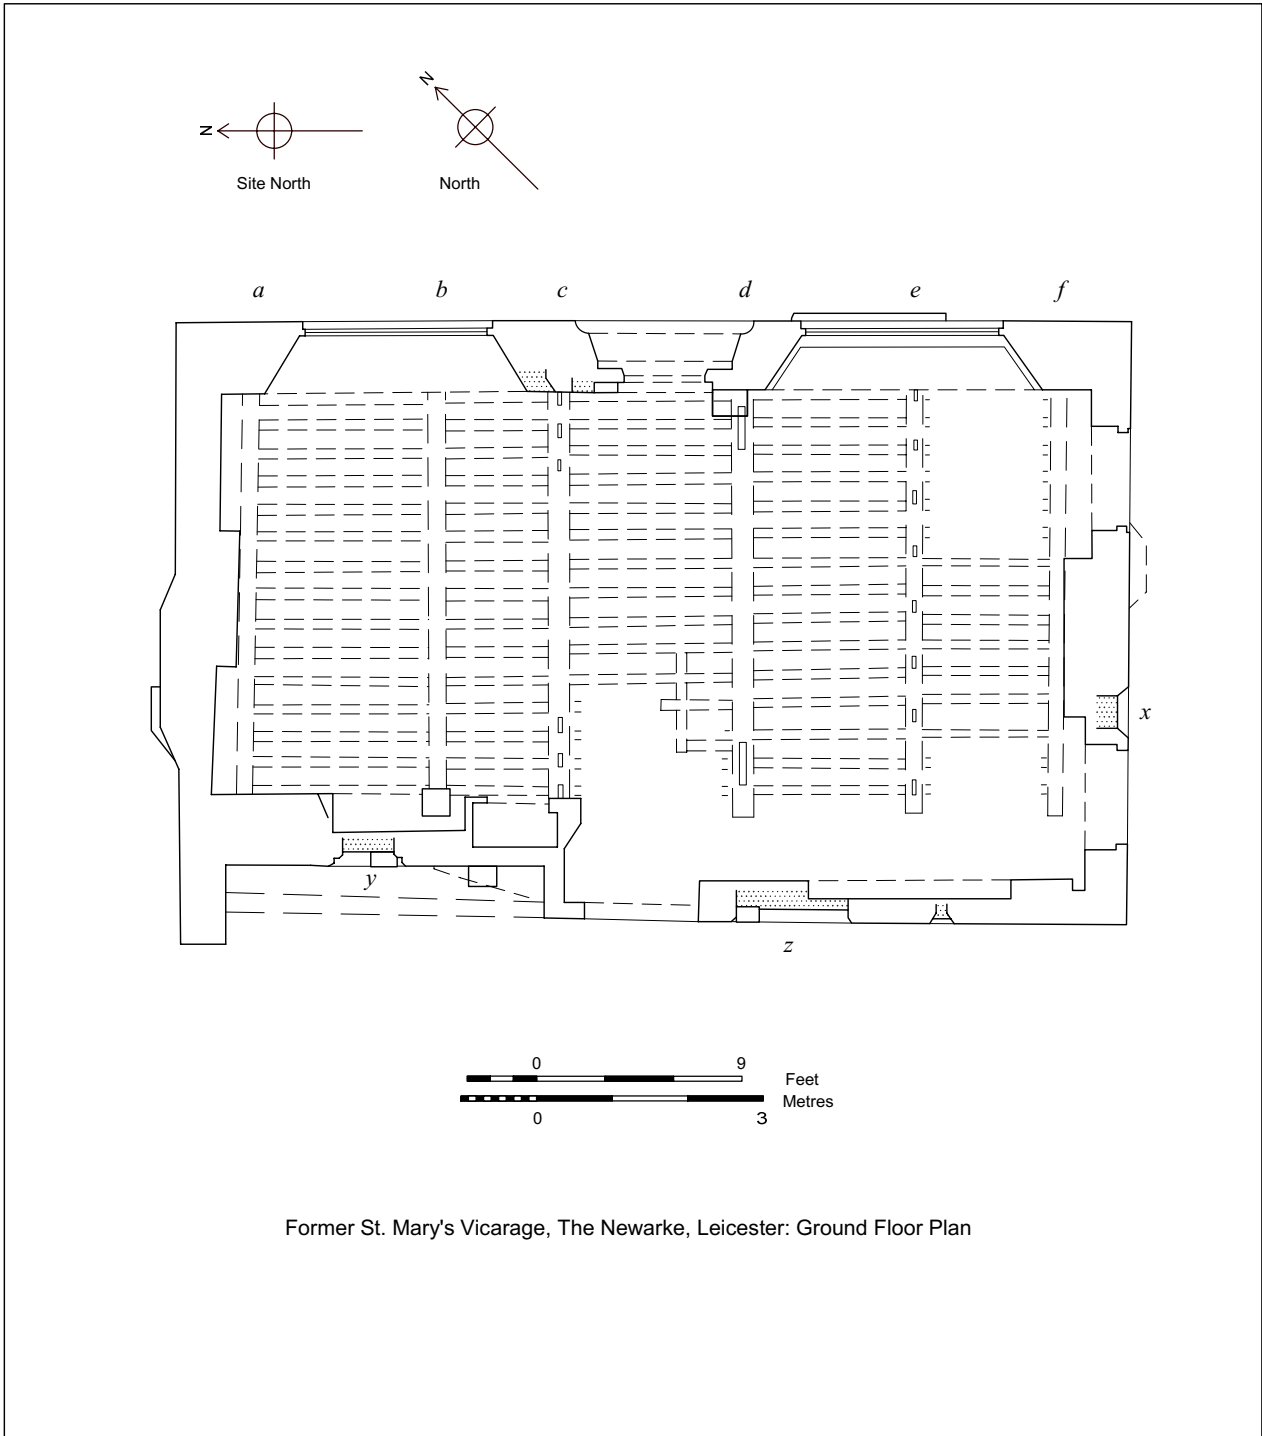 N
N
Site North
North
a b c d e f
x
y
z
0 9
Feet
Metres
0 3
Former St. Mary's Vicarage, The Newarke, Leicester: Ground Floor Plan